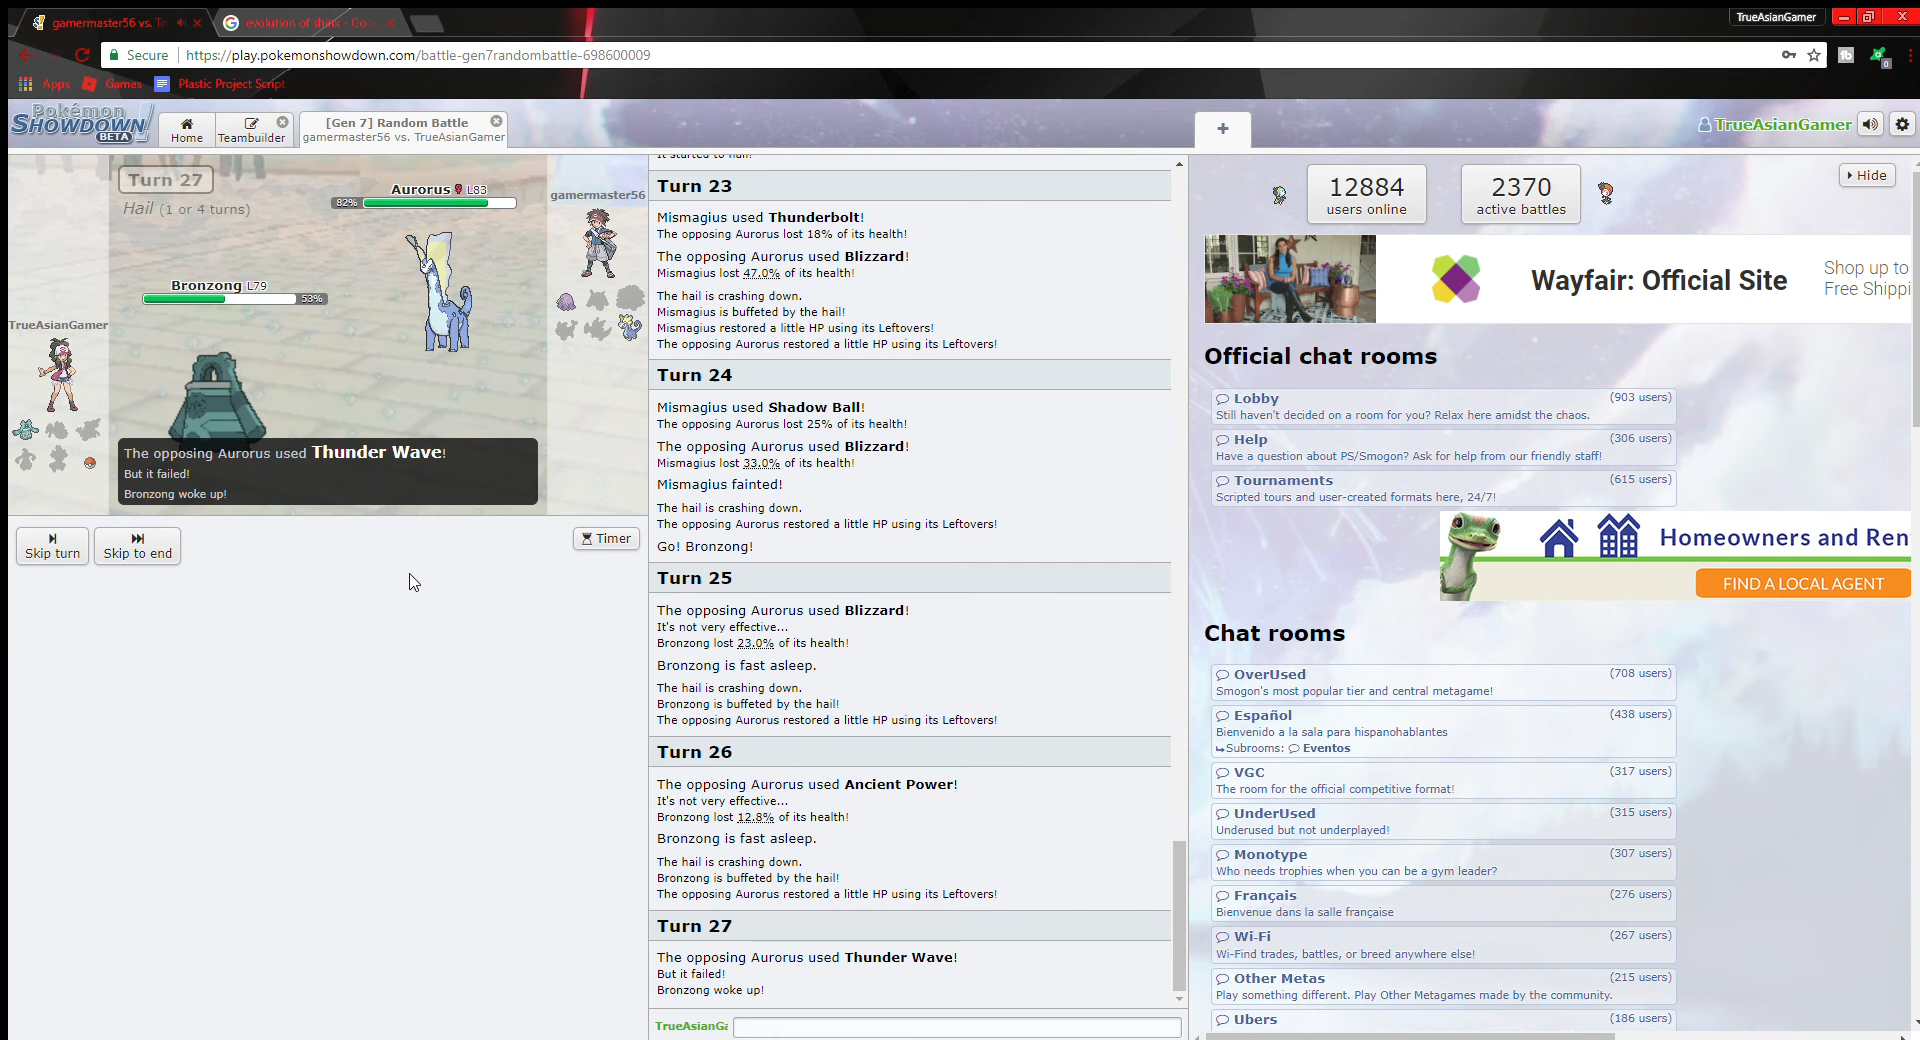 gamermaster56 vs. Tr
evolution of shinx - Goo
TrueAsianGamer
Secure
https://play.pokemonshowdown.com/battle-gen7randombattle-698600009
Apps
Games
Plastic Project Script
Pokémon
SHOWDOWN!
BETA
Home
Teambuilder
[Gen 7] Random Battle
gamermaster56 vs. TrueAsianGamer
+
TrueAsianGamer
Turn 27
Hail (1 or 4 turns)
Aurorus L83
82%
Bronzong L79
53%
gamermaster56
TrueAsianGamer
The opposing Aurorus used Thunder Wave!
But it failed!
Bronzong woke up!
Skip turn
Skip to end
Timer
It started to hail!
Turn 23
Mismagius used Thunderbolt!
The opposing Aurorus lost 18% of its health!
The opposing Aurorus used Blizzard!
Mismagius lost 47.0% of its health!
The hail is crashing down.
Mismagius is buffeted by the hail!
Mismagius restored a little HP using its Leftovers!
The opposing Aurorus restored a little HP using its Leftovers!
Turn 24
Mismagius used Shadow Ball!
The opposing Aurorus lost 25% of its health!
The opposing Aurorus used Blizzard!
Mismagius lost 33.0% of its health!
Mismagius fainted!
The hail is crashing down.
The opposing Aurorus restored a little HP using its Leftovers!
Go! Bronzong!
Turn 25
The opposing Aurorus used Blizzard!
It's not very effective...
Bronzong lost 23.0% of its health!
Bronzong is fast asleep.
The hail is crashing down.
Bronzong is buffeted by the hail!
The opposing Aurorus restored a little HP using its Leftovers!
Turn 26
The opposing Aurorus used Ancient Power!
It's not very effective...
Bronzong lost 12.8% of its health!
Bronzong is fast asleep.
The hail is crashing down.
Bronzong is buffeted by the hail!
The opposing Aurorus restored a little HP using its Leftovers!
Turn 27
The opposing Aurorus used Thunder Wave!
But it failed!
Bronzong woke up!
TrueAsianGa
12884
users online
2370
active battles
Hide
Wayfair: Official Site
Shop up to
Free Shippi
Official chat rooms
Lobby (903 users)
Still haven't decided on a room for you? Relax here amidst the chaos.
Help (306 users)
Have a question about PS/Smogon? Ask for help from our friendly staff!
Tournaments (615 users)
Scripted tours and user-created formats here, 24/7!
Homeowners and Ren
FIND A LOCAL AGENT
Chat rooms
OverUsed (708 users)
Smogon's most popular tier and central metagame!
Español (438 users)
Bienvenido a la sala para hispanohablantes
Subrooms: Eventos
VGC (317 users)
The room for the official competitive format!
UnderUsed (315 users)
Underused but not underplayed!
Monotype (307 users)
Who needs trophies when you can be a gym leader?
Français (276 users)
Bienvenue dans la salle française
Wi-Fi (267 users)
Wi-Find trades, battles, or breed anywhere else!
Other Metas (215 users)
Play something different. Play Other Metagames made by the community.
Ubers (186 users)